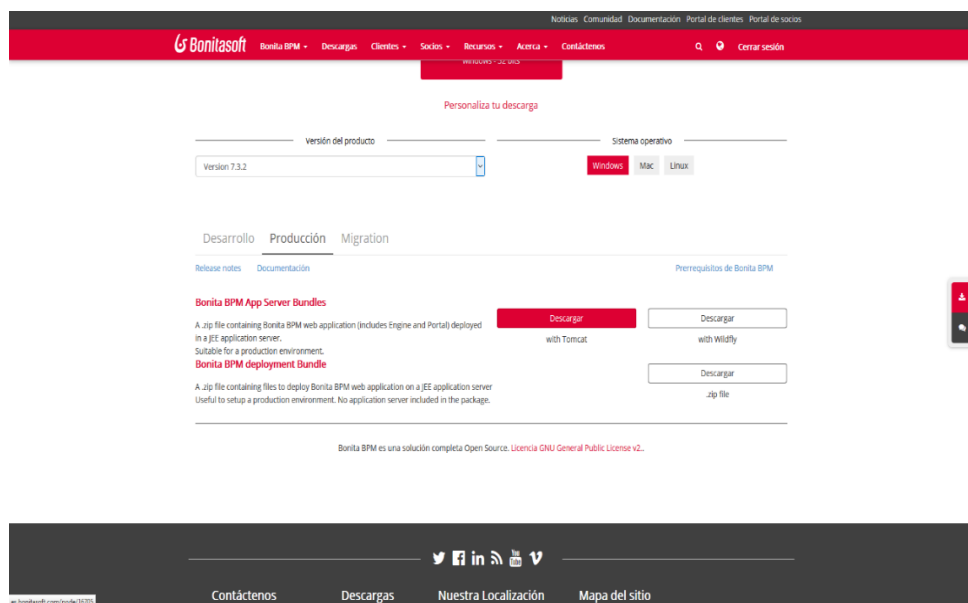 Noticias Comunidad Documentación Portal de clientes Portal de socios
Bonitasoft Bonita BPM Descargas Clientes Socios Recursos Acerca Contáctenos Cerrar sesión
Windows - 32 bits
Personaliza tu descarga
Versión del producto Sistema operativo
Version 7.3.2 Windows Mac Linux
Desarrollo Producción Migration
Release notes Documentación Prerrequisitos de Bonita BPM
Bonita BPM App Server Bundles
A .zip file containing Bonita BPM web application (includes Engine and Portal) deployed
in a JEE application server.
Suitable for a production environment.
Descargar Descargar
with Tomcat with Wildfly
Bonita BPM deployment Bundle
A .zip file containing files to deploy Bonita BPM web application on a JEE application server
Useful to setup a production environment. No application server included in the package.
Descargar
.zip file
Bonita BPM es una solución completa Open Source. Licencia GNU General Public License v2..
You Tube
Contáctenos Descargas Nuestra Localización Mapa del sitio